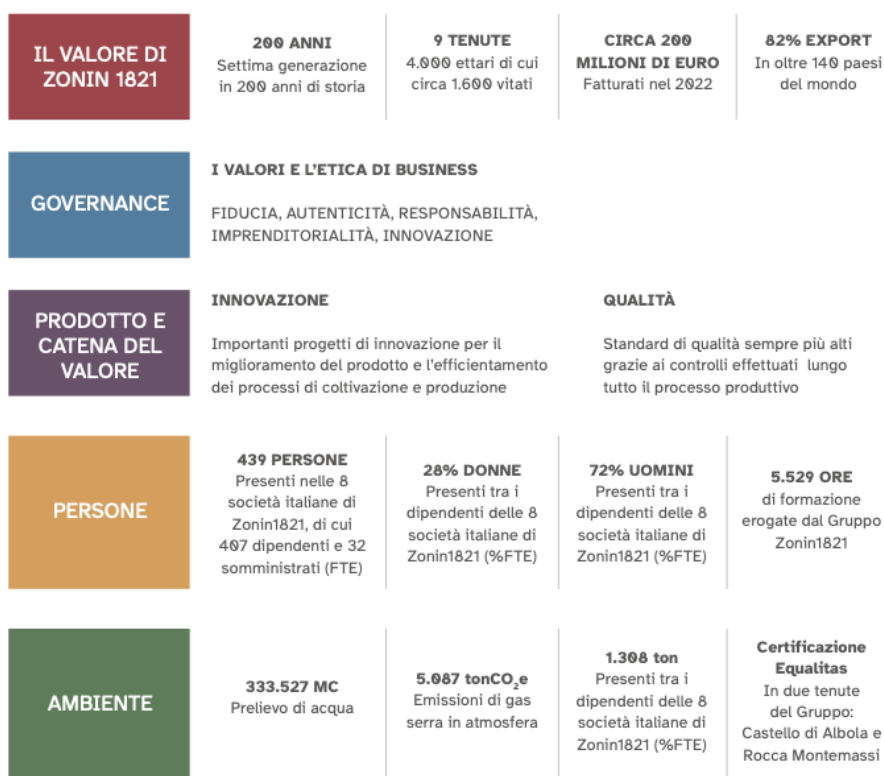 IL VALORE DI
ZONIN 1821
200 ANNI
Settima generazione
in 200 anni di storia
9 TENUTE
4.000 ettari di cui
circa 1.600 vitati
CIRCA 200
MILIONI DI EURO
Fatturati nel 2022
82% EXPORT
In oltre 140 paesi
del mondo
GOVERNANCE
I VALORI E L'ETICA DI BUSINESS
FIDUCIA, AUTENTICITÀ, RESPONSABILITÀ,
IMPRENDITORIALITÀ, INNOVAZIONE
PRODOTTO E
CATENA DEL
VALORE
INNOVAZIONE
Importanti progetti di innovazione per il
miglioramento del prodotto e l'efficientamento
dei processi di coltivazione e produzione
QUALITÀ
Standard di qualità sempre più alti
grazie ai controlli effettuati lungo
tutto il processo produttivo
PERSONE
439 PERSONE
Presenti nelle 8
società italiane di
Zonin1821, di cui
407 dipendenti e 32
somministrati (FTE)
28% DONNE
Presenti tra i
dipendenti delle 8
società italiane di
Zonin1821 (%FTE)
72% UOMINI
Presenti tra i
dipendenti delle 8
società italiane di
Zonin1821 (%FTE)
5.529 ORE
di formazione
erogate dal Gruppo
Zonin1821
AMBIENTE
333.527 MC
Prelievo di acqua
5.087 tonCO₂e
Emissioni di gas
serra in atmosfera
1.308 ton
Presenti tra i
dipendenti delle 8
società italiane di
Zonin1821 (%FTE)
Certificazione
Equalitas
In due tenute
del Gruppo:
Castello di Albola e
Rocca Montemassi